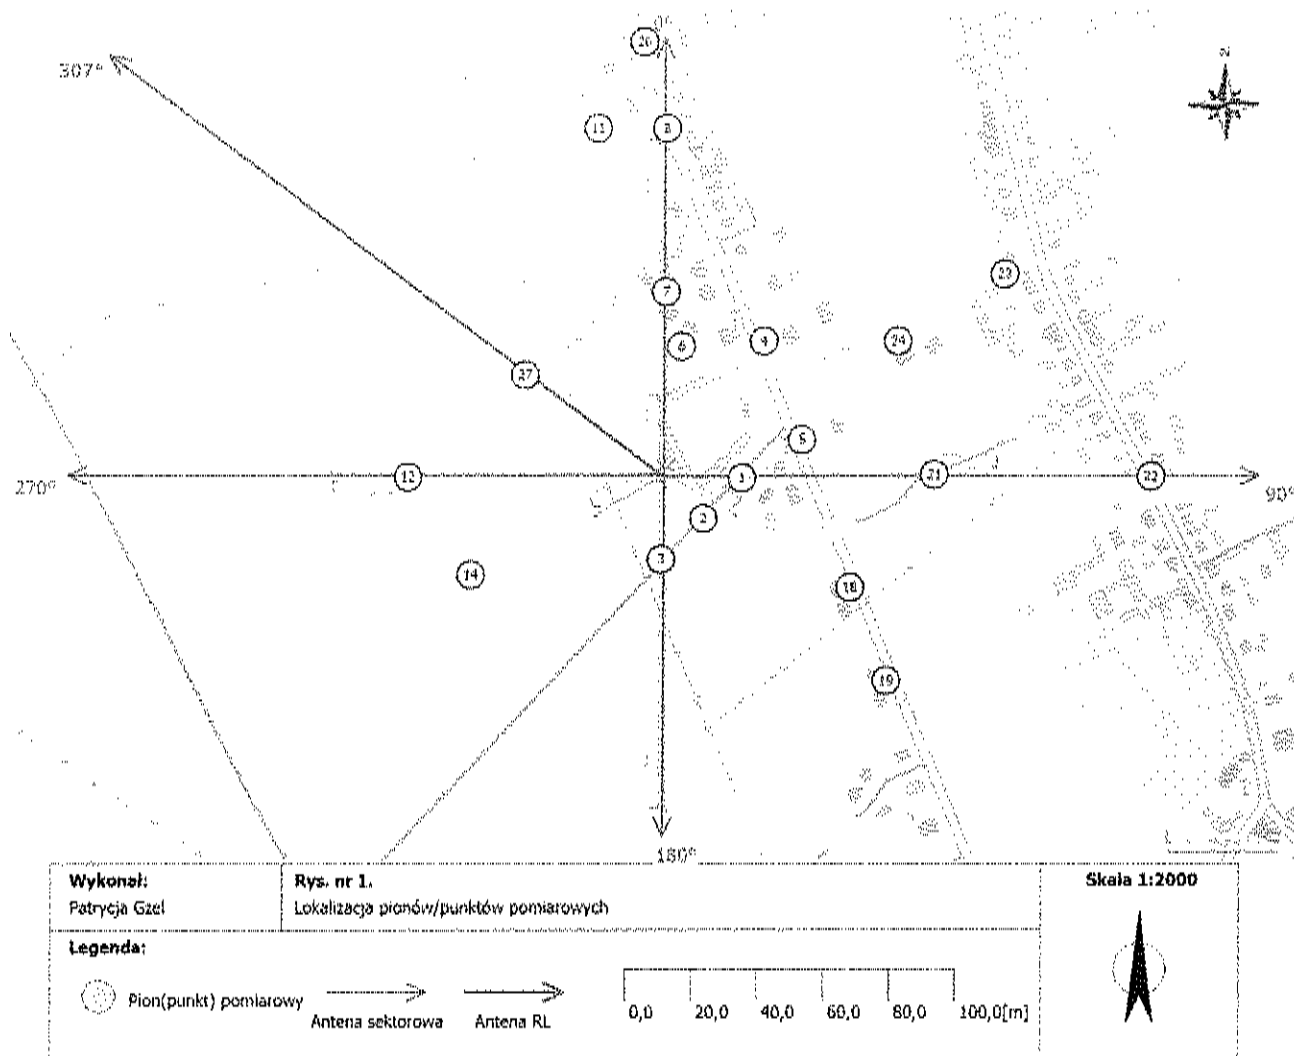 0°
307°
26
11
8
23
7
6
4
24
27
5
270°
12
1
21
22
90°
2
3
14
18
19
180°
Wykonał:
Patrycja Gzel
Rys. nr 1.
Lokalizacja pionów/punktów pomiarowych
Skala 1:2000
Legenda:
Pion(punkt) pomiarowy
Antena sektorowa
Antena RL
0,0 20,0 40,0 60,0 80,0 100,0[m]